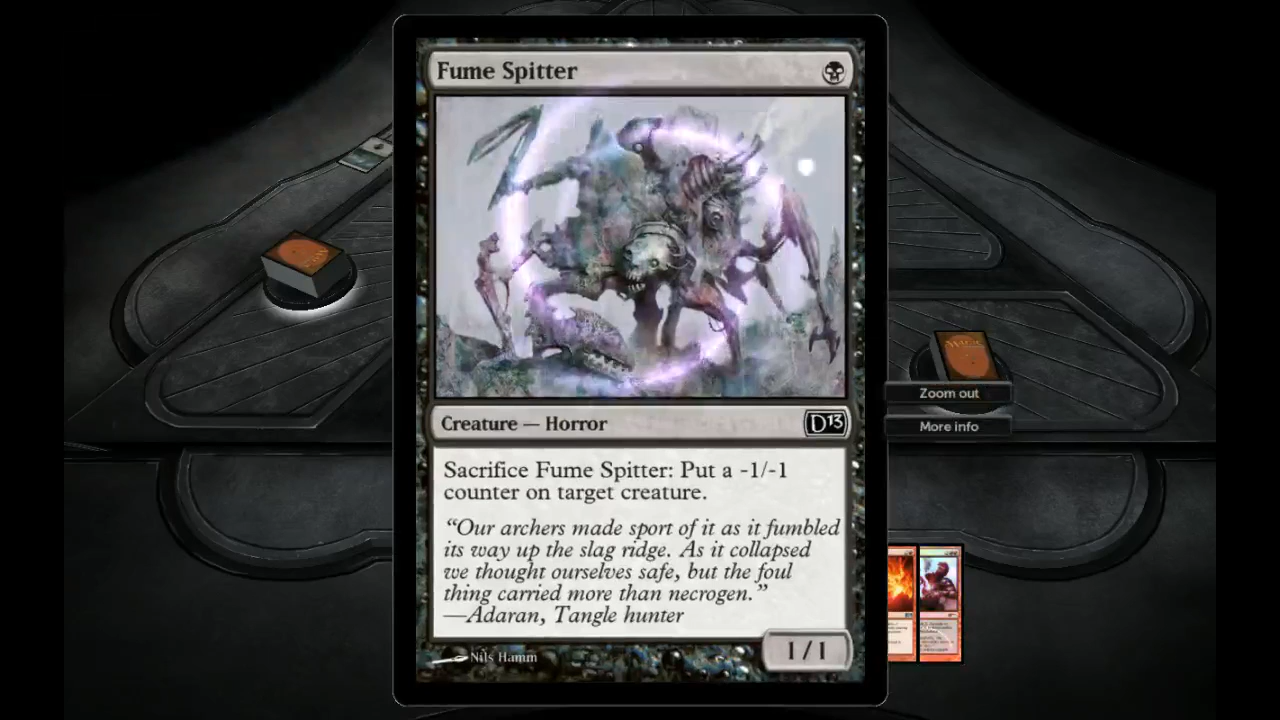 Fume Spitter
Creature — Horror
D13
Sacrifice Fume Spitter: Put a -1/-1
counter on target creature.
“Our archers made sport of it as it fumbled
its way up the slag ridge. As it collapsed
we thought ourselves safe, but the foul
thing carried more than necrogen.”
—Adaran, Tangle hunter
1/1
Nils Hamm
Zoom out
More info